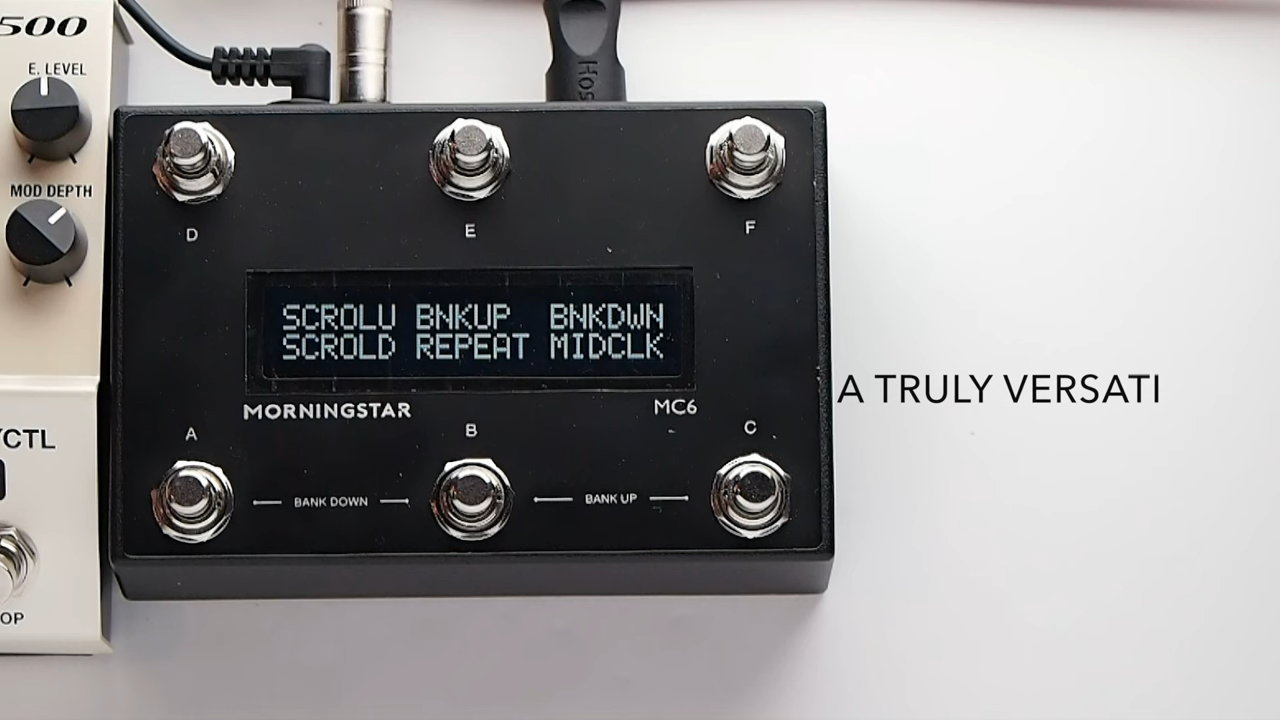 500
E. LEVEL
MOD DEPTH
/CTL
OP
Hos
D E F
SCROLU BNKUP BNKDWN
SCROLD REPEAT MIDCLK
MORNINGSTAR MC6
A B C
BANK DOWN BANK UP
A TRULY VERSATI